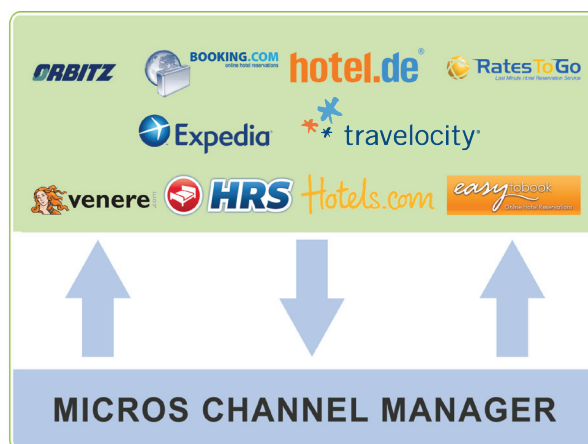 ORBITZ
BOOKING.COM
online hotel reservations
hotel.de®
RatesToGo
Last Minute Hotel Reservation Service
Expedia
travelocity
venere
HRS
Hotels.com
easytobook
Online Hotel Reservations
MICROS CHANNEL MANAGER